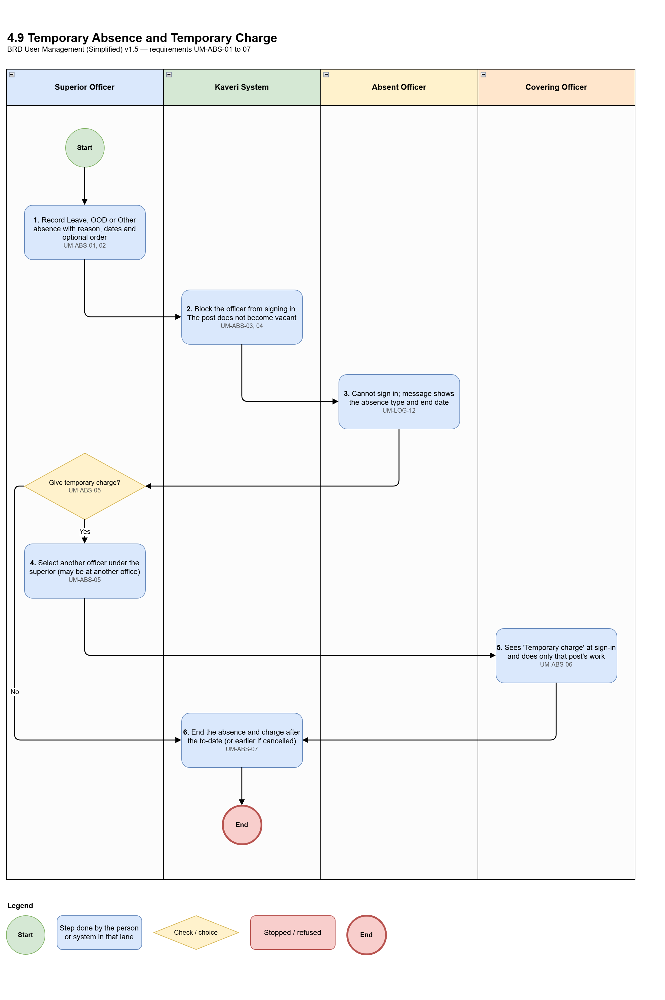 4.9 Temporary Absence and Temporary Charge
BRD User Management (Simplified) v1.5 — requirements UM-ABS-01 to 07
Superior Officer
Kaveri System
Absent Officer
Covering Officer
Start
1. Record Leave, OOD or Other
absence with reason, dates and
optional order
UM-ABS-01, 02
2. Block the officer from signing in.
The post does not become vacant
UM-ABS-03, 04
3. Cannot sign in; message shows
the absence type and end date
UM-LOG-12
Give temporary charge?
UM-ABS-05
Yes
4. Select another officer under the
superior (may be at another office)
UM-ABS-05
5. Sees 'Temporary charge' at sign-in
and does only that post's work
UM-ABS-06
No
6. End the absence and charge after
the to-date (or earlier if cancelled)
UM-ABS-07
End
Legend
Start
Step done by the person
or system in that lane
Check / choice
Stopped / refused
End